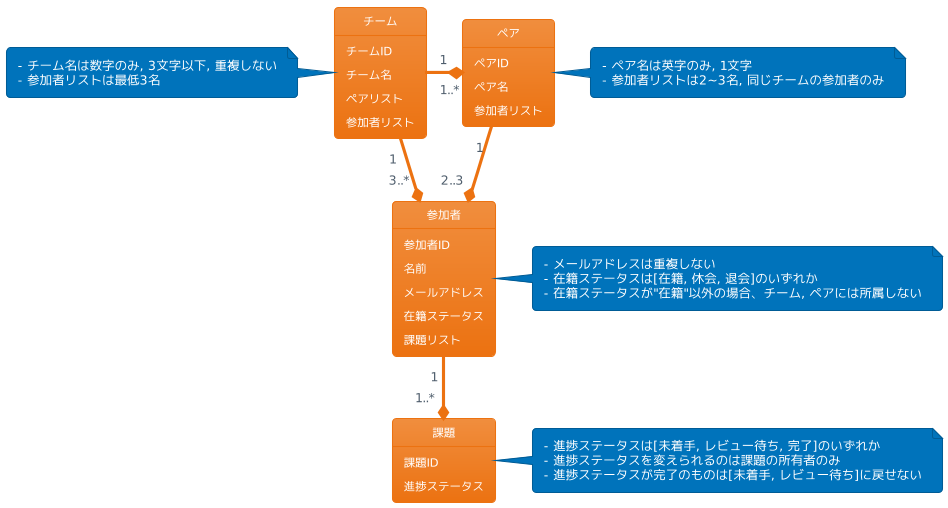 チーム
チームID
チーム名
ペアリスト
参加者リスト
- チーム名は数字のみ, 3文字以下, 重複しない
- 参加者リストは最低3名
1
1..*
ペア
ペアID
ペア名
参加者リスト
- ペア名は英字のみ, 1文字
- 参加者リストは2~3名, 同じチームの参加者のみ
1
3..*
1
2..3
参加者
参加者ID
名前
メールアドレス
在籍ステータス
課題リスト
- メールアドレスは重複しない
- 在籍ステータスは[在籍, 休会, 退会]のいずれか
- 在籍ステータスが"在籍"以外の場合、チーム, ペアには所属しない
1
1..*
課題
課題ID
進捗ステータス
- 進捗ステータスは[未着手, レビュー待ち, 完了]のいずれか
- 進捗ステータスを変えられるのは課題の所有者のみ
- 進捗ステータスが完了のものは[未着手, レビュー待ち]に戻せない